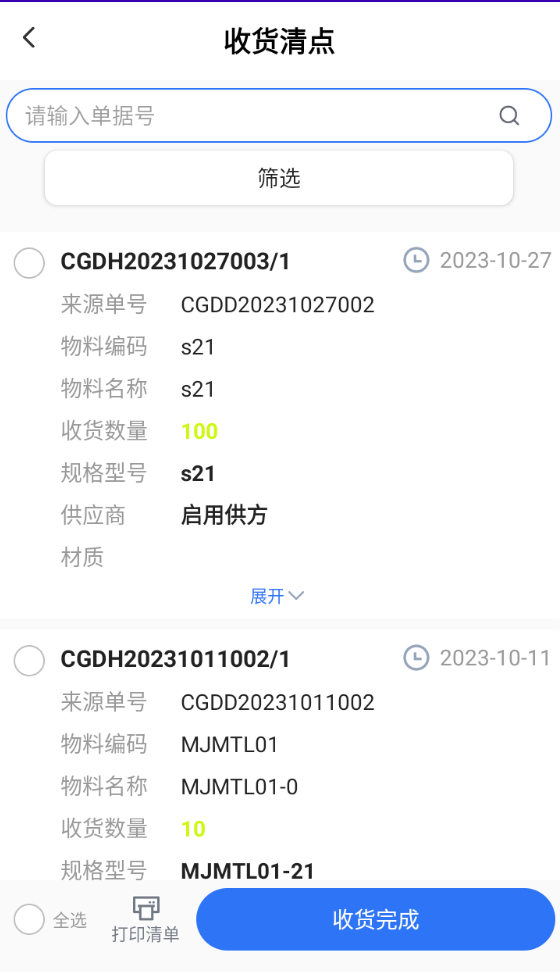 收货清点
请输入单据号
筛选
CGDH20231027003/1 2023-10-27
来源单号 CGDD20231027002
物料编码 s21
物料名称 s21
收货数量 100
规格型号 s21
供应商 启用供方
材质
展开
CGDH20231011002/1 2023-10-11
来源单号 CGDD20231011002
物料编码 MJMTL01
物料名称 MJMTL01-0
收货数量 10
规格型号 MJMTL01-21
全选 打印清单 收货完成